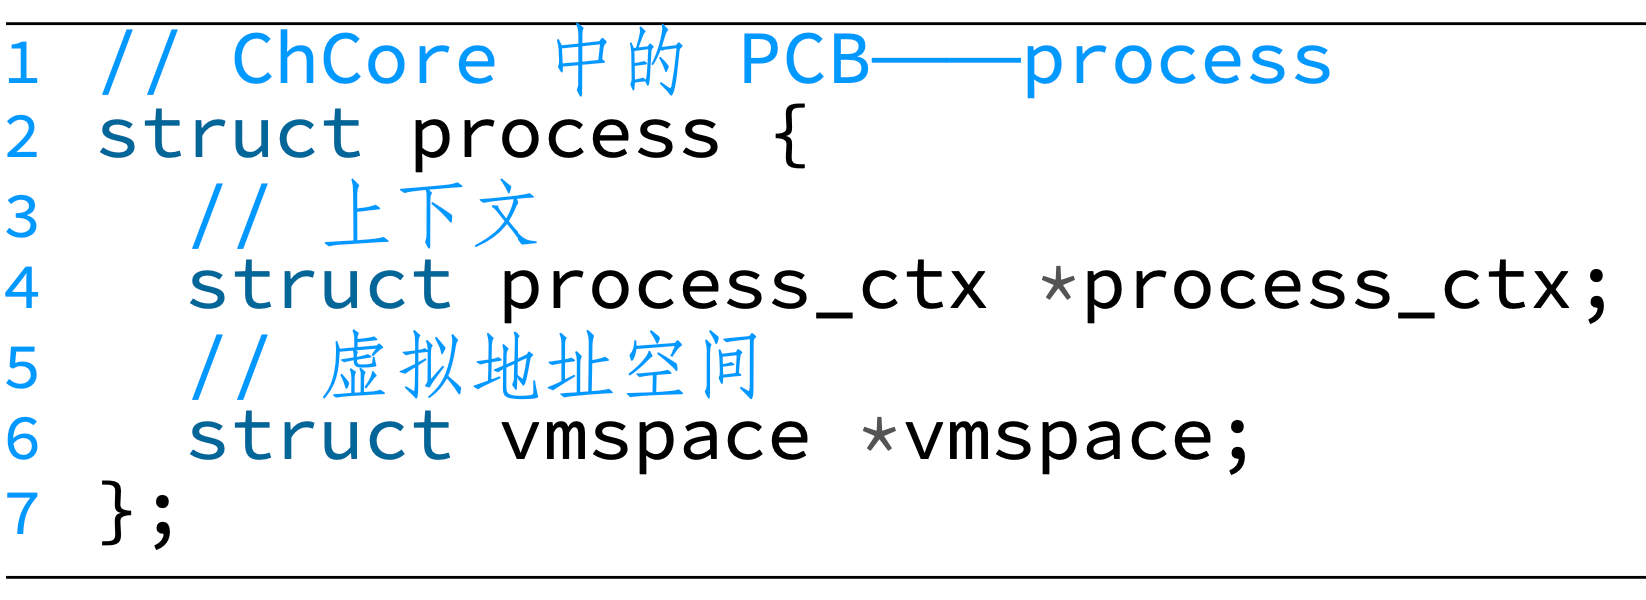 1 // ChCore 中的 PCB——process
2 struct process {
3   // 上下文
4   struct process_ctx *process_ctx;
5   // 虚拟地址空间
6   struct vmspace *vmspace;
7 };